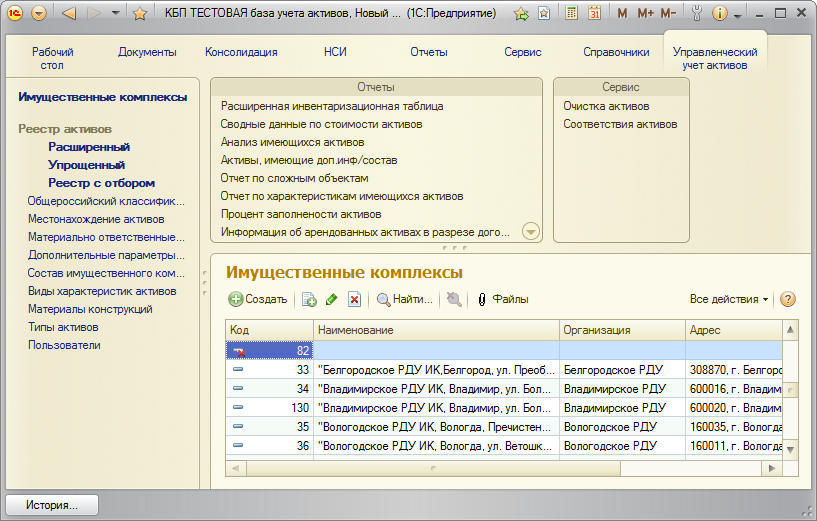 КБП ТЕСТОВАЯ база учета активов, Новый ... (1С:Предприятие)
M M+ M-
31
Рабочий стол
Документы
Консолидация
НСИ
Отчеты
Сервис
Справочники
Управленческий учет активов
Имущественные комплексы
Реестр активов
Расширенный
Упрощенный
Реестр с отбором
Общероссийский классифик...
Местонахождение активов
Материально ответственные...
Дополнительные параметры...
Состав имущественного ком...
Виды характеристик активов
Материалы конструкций
Типы активов
Пользователи
Отчеты
Расширенная инвентаризационная таблица
Сводные данные по стоимости активов
Анализ имеющихся активов
Активы, имеющие доп.инф/состав
Отчет по сложным объектам
Отчет по характеристикам имеющихся активов
Процент заполнености активов
Информация об арендованных активах в разрезе дого...
Сервис
Очистка активов
Соответствия активов
Имущественные комплексы
Создать Найти... Файлы Все действия ?
Код Наименование Организация Адрес
82
33 "Белгородское РДУ ИК,Белгород, ул. Преоб... Белгородское РДУ 308870, г. Белгоро
34 "Владимирское РДУ ИК, Владимир, ул. Бол... Владимирское РДУ 600016, г. Владим
130 "Владимирское РДУ ИК, Владимир, ул. Бол... Владимирское РДУ 600020, г. Владим
35 "Вологодское РДУ ИК, Вологда, Пречистен... Вологодское РДУ 160035, г. Вологда
36 "Вологодское РДУ ИК, Вологда, ул. Ветошк... Вологодское РДУ 160011, г. Вологда
История...